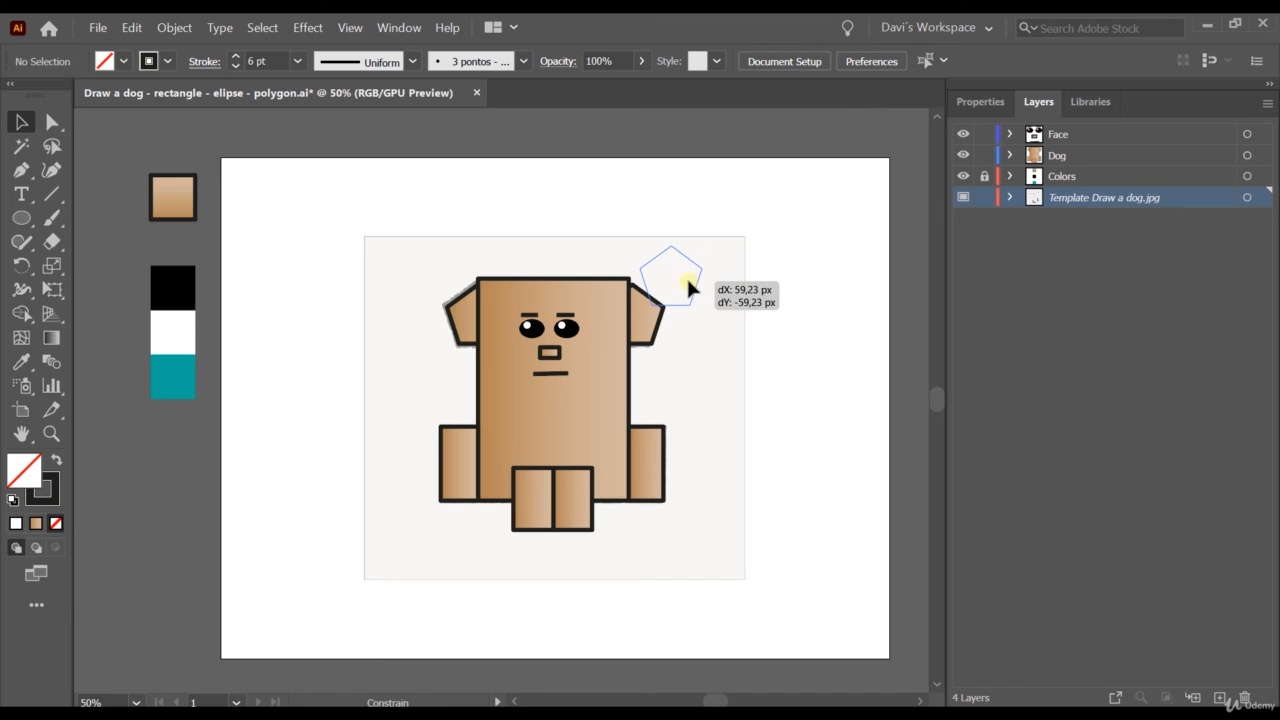 Ai File Edit Object Type Select Effect View Window Help Davi's Workspace Search Adobe Stock
No Selection Stroke: 6 pt Uniform 3 pontos - ... Opacity: 100% Style: Document Setup Preferences
Draw a dog - rectangle - elipse - polygon.ai* @ 50% (RGB/GPU Preview)
Properties Layers Libraries
Face
Dog
Colors
Template Draw a dog.jpg
dX: 59,23 px
dY: -59,23 px
4 Layers
50% 1 Constrain
Udemy